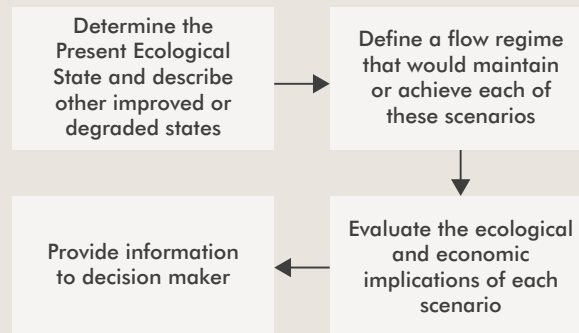 Determine the
Present Ecological
State and describe
other improved or
degraded states
Define a flow regime
that would maintain
or achieve each of
these scenarios
Evaluate the ecological
and economic
implications of each
scenario
Provide information
to decision maker